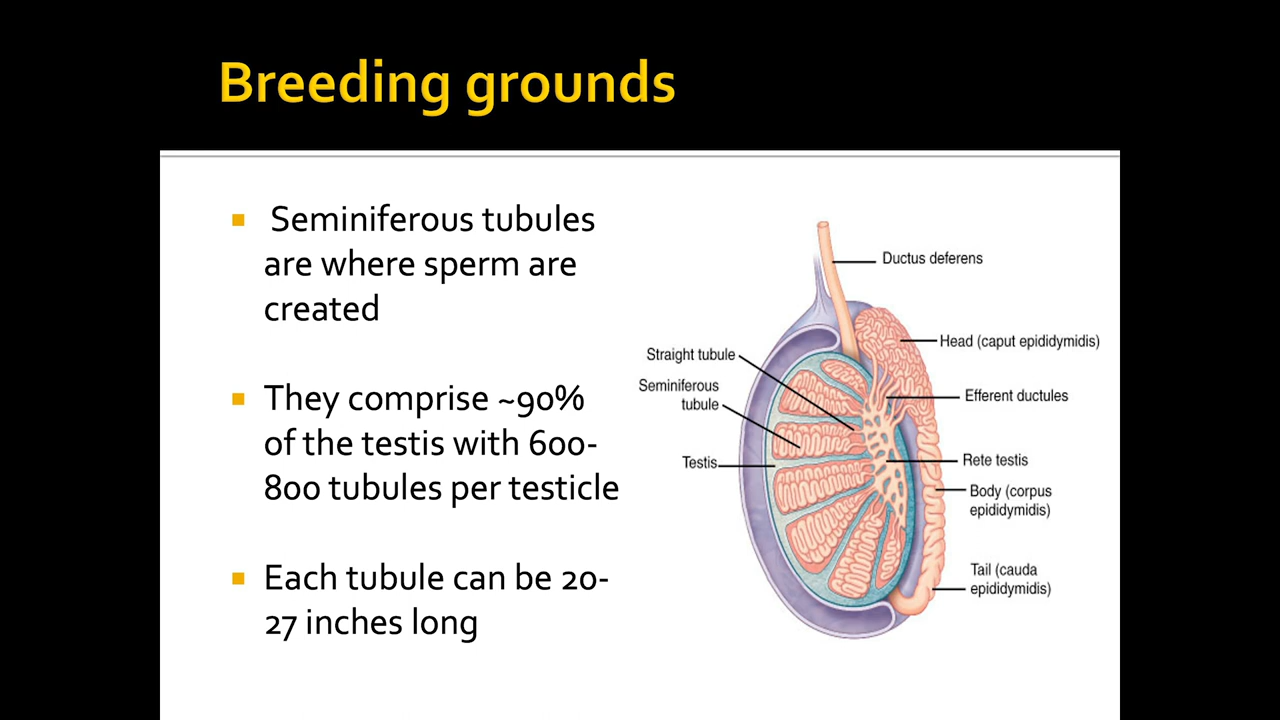 Breeding grounds
Seminiferous tubules
are where sperm are
created
They comprise ~90%
of the testis with 600-
800 tubules per testicle
Each tubule can be 20-
27 inches long
Ductus deferens
Head (caput epididymidis)
Straight tubule
Seminiferous
tubule
Efferent ductules
Testis
Rete testis
Body (corpus
epididymidis)
Tail (cauda
epididymidis)